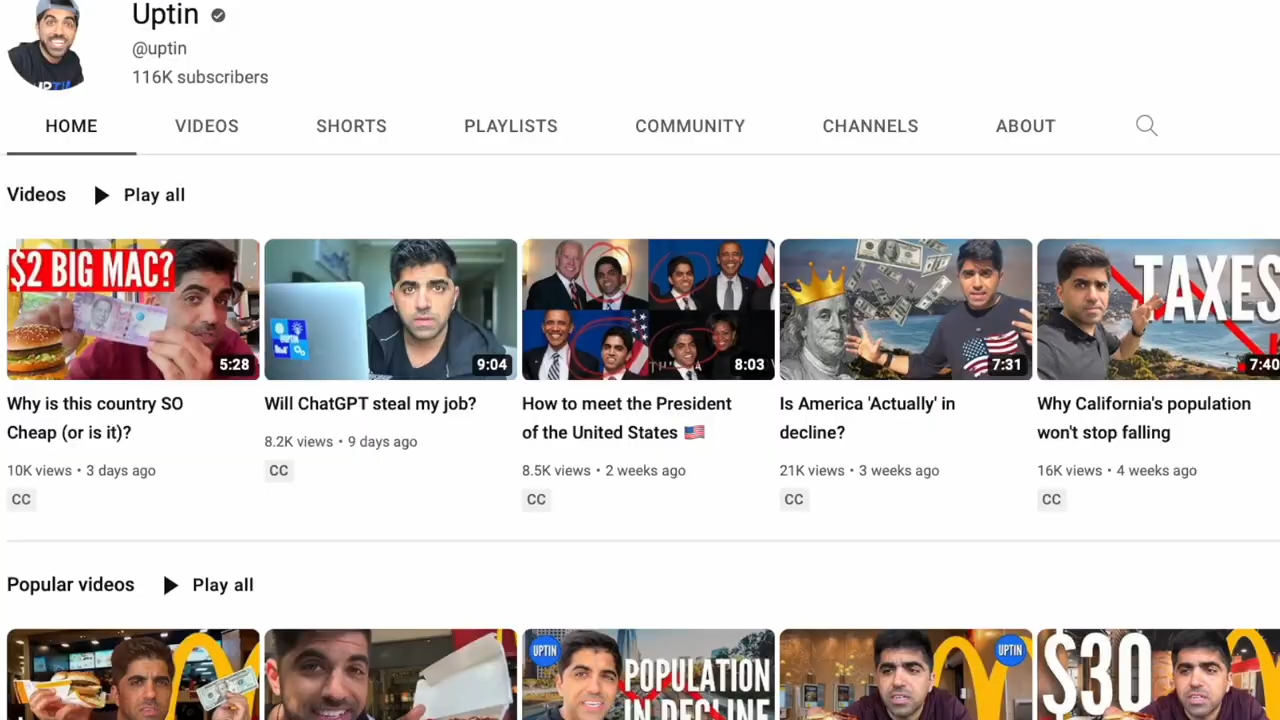 Uptin
@uptin
116K subscribers
HOME VIDEOS SHORTS PLAYLISTS COMMUNITY CHANNELS ABOUT
Videos Play all
$2 BIG MAC?
5:28
UPTIN
9:04
8:03
7:31
TAXES
7:40
Why is this country SO
Cheap (or is it)?
10K views • 3 days ago
CC
Will ChatGPT steal my job?
8.2K views • 9 days ago
CC
How to meet the President
of the United States 🇺🇸
8.5K views • 2 weeks ago
CC
Is America 'Actually' in
decline?
21K views • 3 weeks ago
CC
Why California's population
won't stop falling
16K views • 4 weeks ago
CC
Popular videos Play all
UPTIN
POPULATION
IN DECLINE
UPTIN
$30